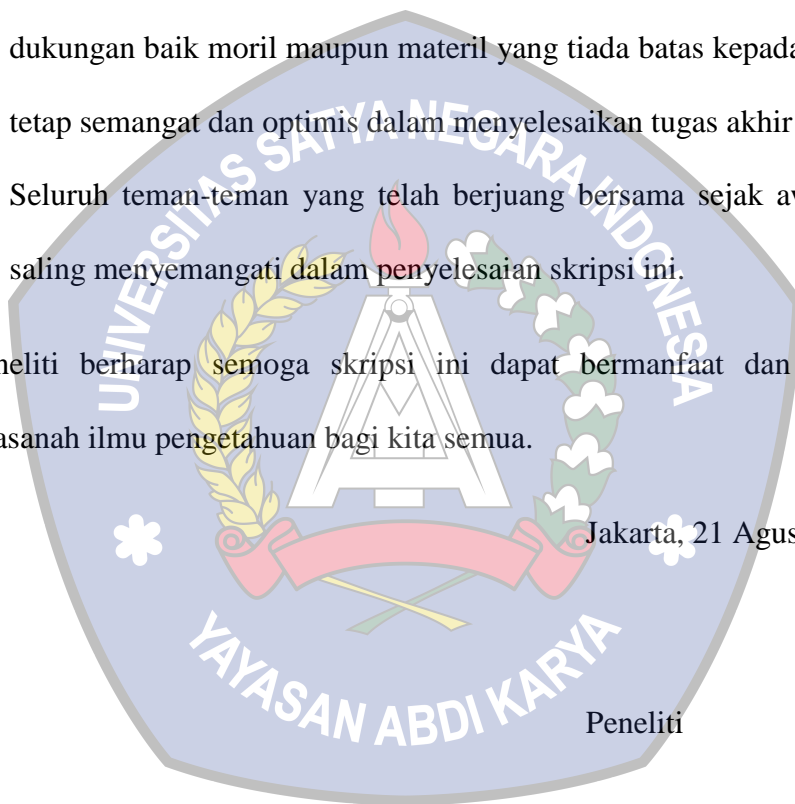 dukungan baik moril maupun materil yang tiada batas kepada
tetap semangat dan optimis dalam menyelesaikan tugas akhir
Seluruh teman-teman yang telah berjuang bersama sejak aw
saling menyemangati dalam penyelesaian skripsi ini.
neliti berharap semoga skripsi ini dapat bermanfaat dan
asanah ilmu pengetahuan bagi kita semua.
Jakarta, 21 Agus
Peneliti
UNIVERSITAS SATYA NEGARA INDONESIA
YAYASAN ABDI KARYA